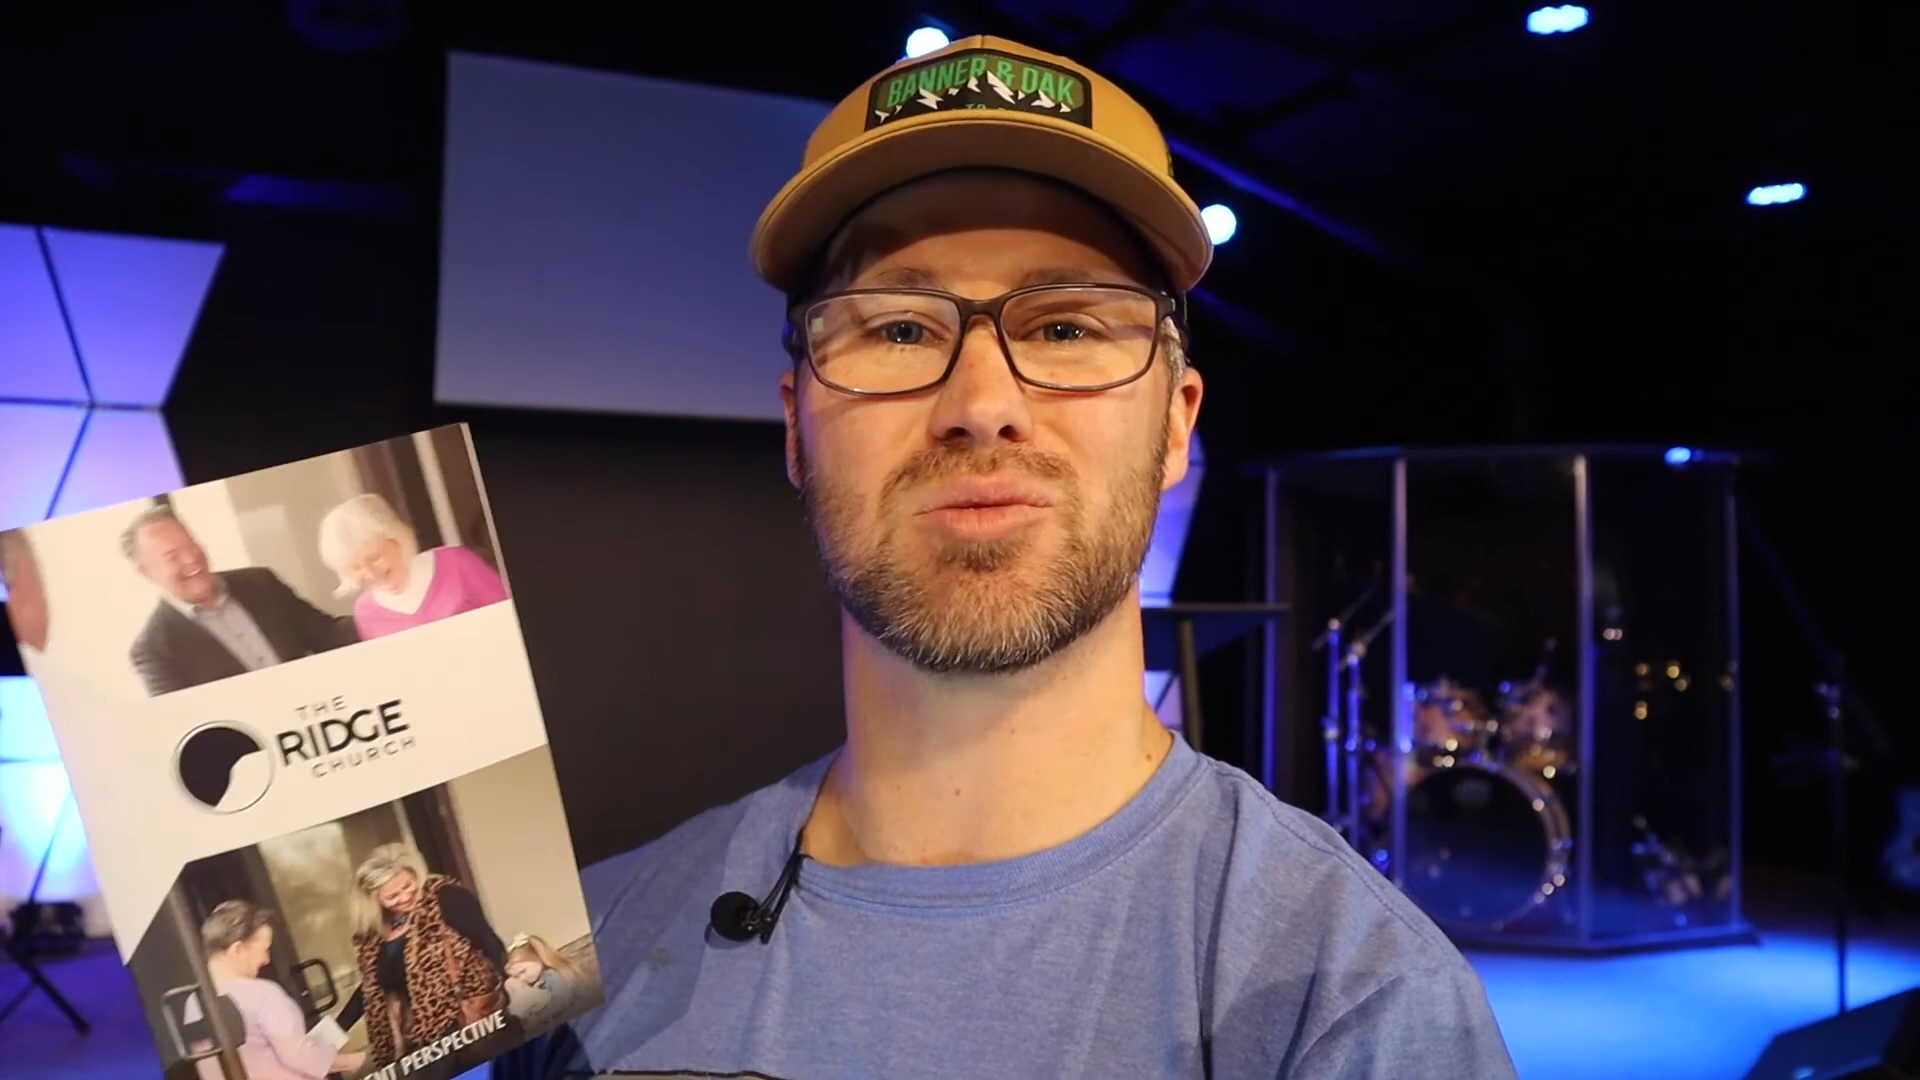 BANNER & OAK
THE
RIDGE
CHURCH
PERSPECTIVE